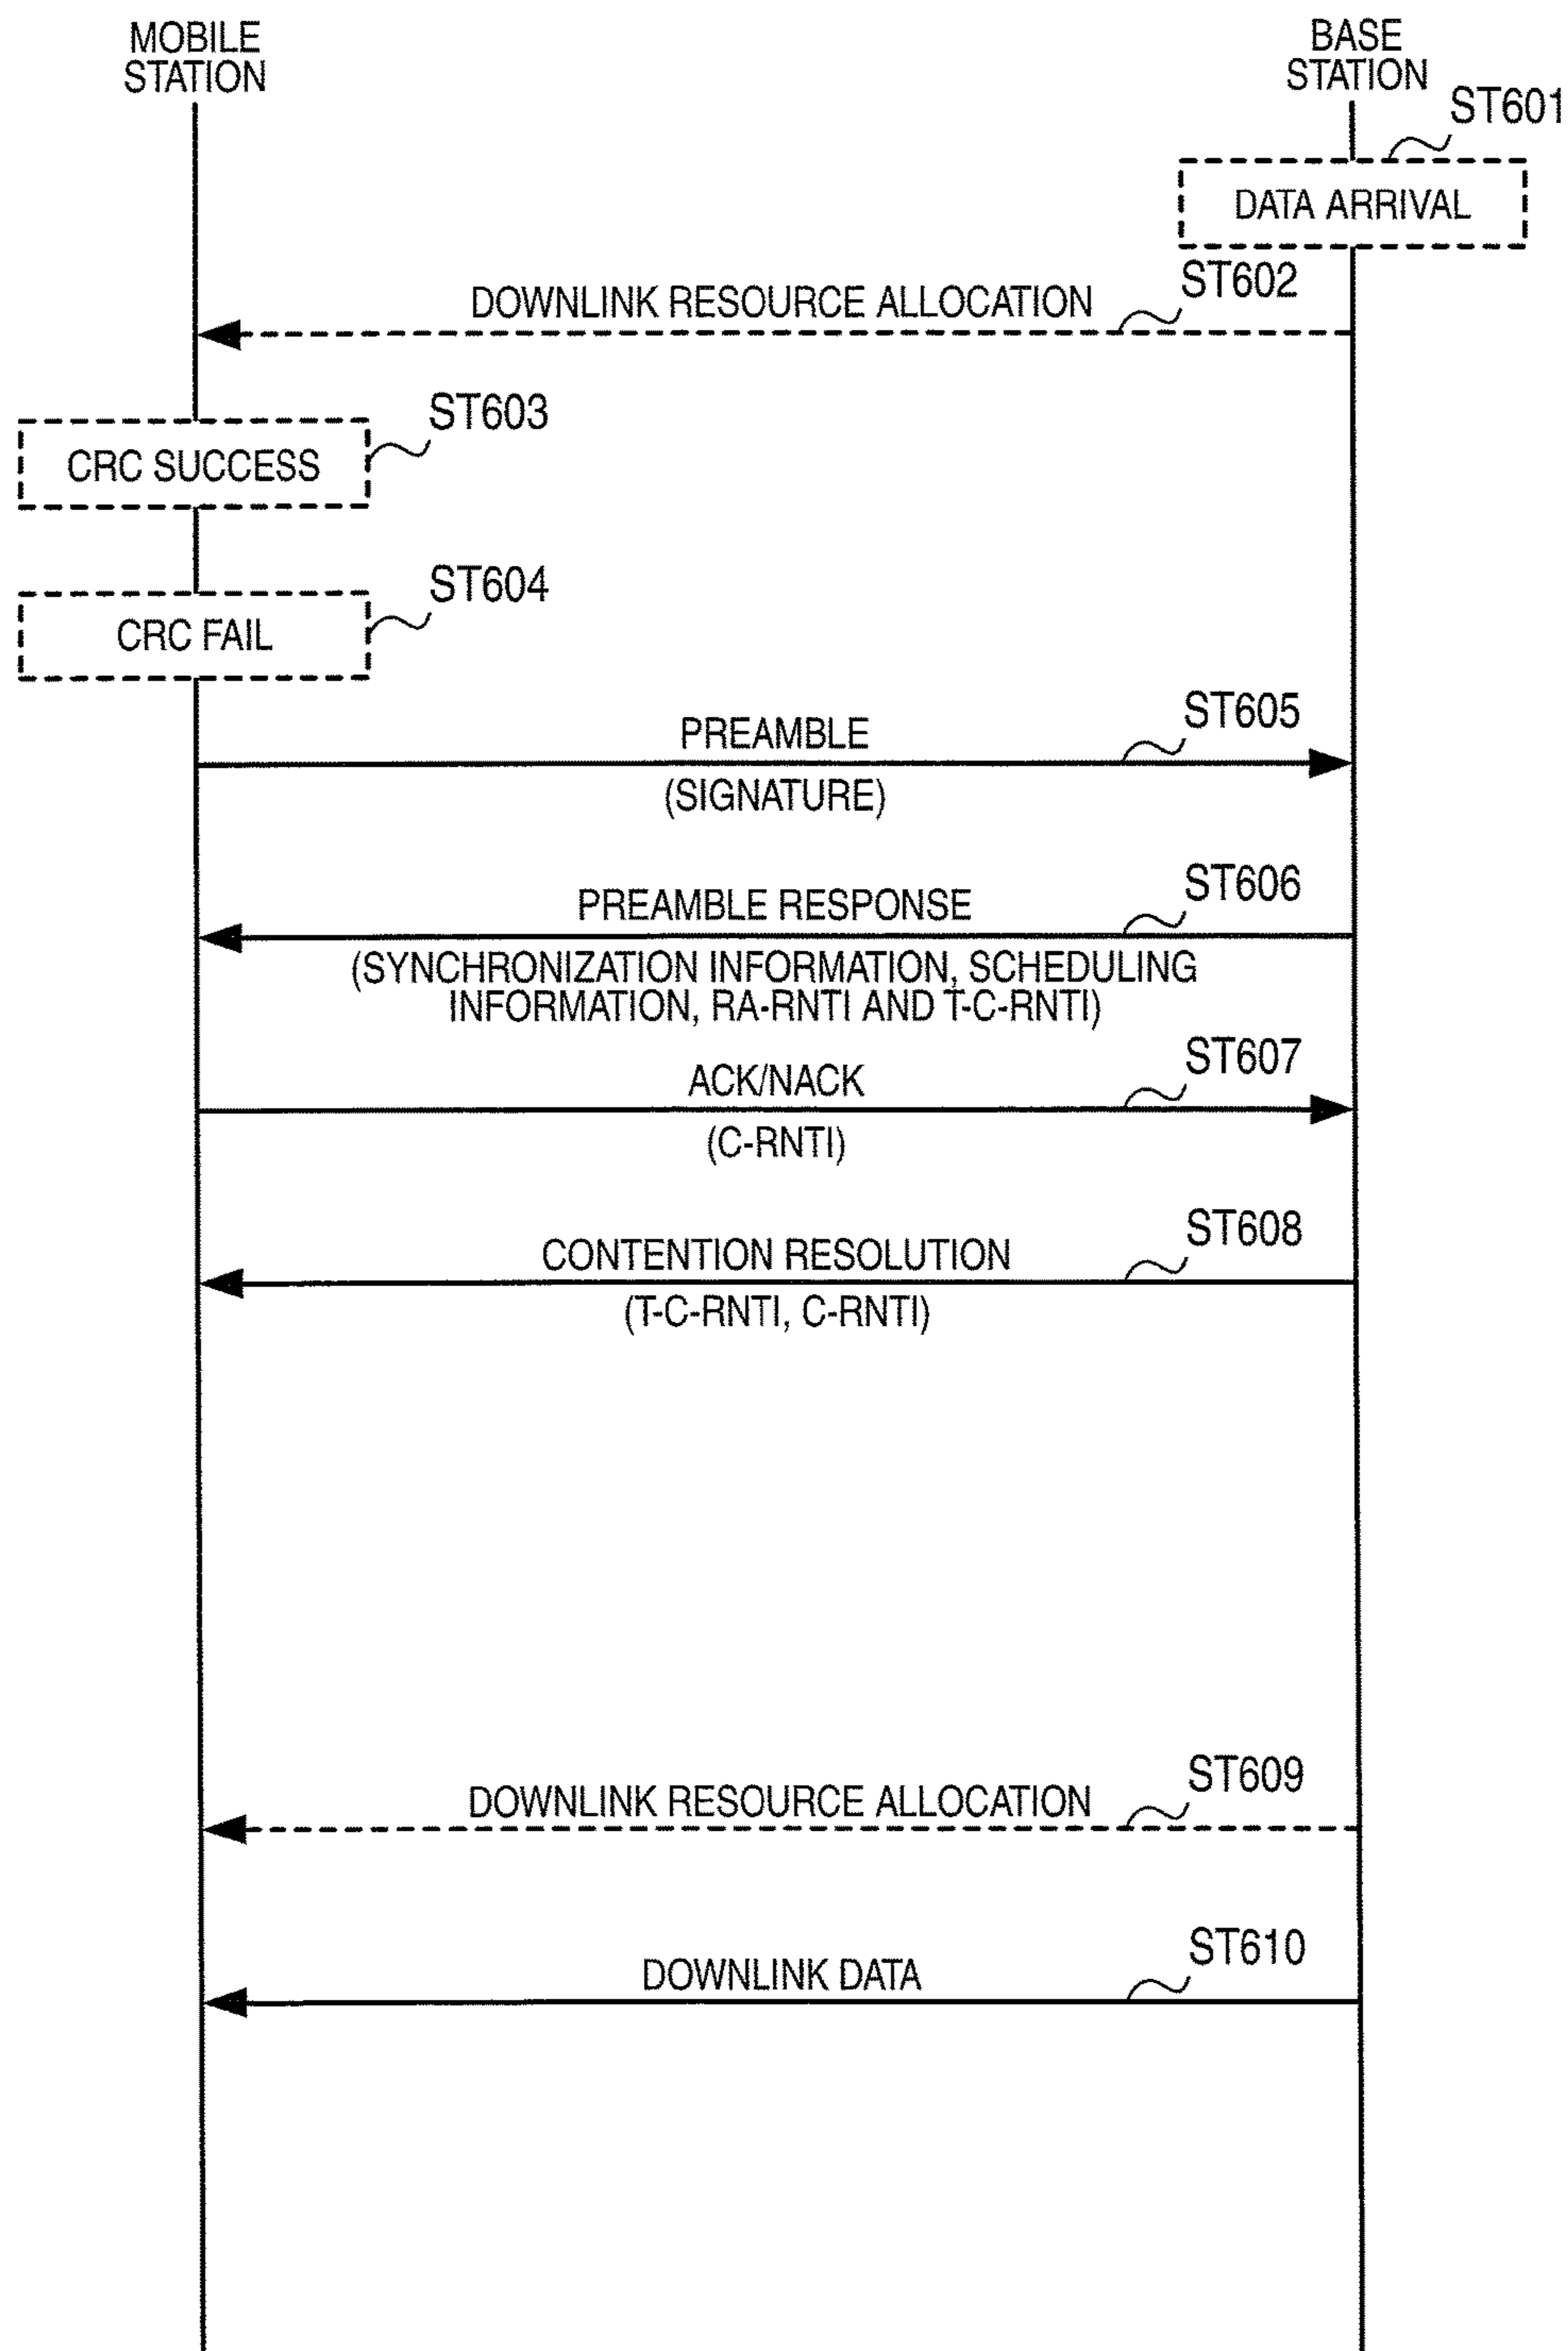 MOBILE
STATION
BASE
STATION
ST601
DATA ARRIVAL
ST602
DOWNLINK RESOURCE ALLOCATION
ST603
CRC SUCCESS
ST604
CRC FAIL
ST605
PREAMBLE
(SIGNATURE)
ST606
PREAMBLE RESPONSE
(SYNCHRONIZATION INFORMATION, SCHEDULING
INFORMATION, RA-RNTI AND T-C-RNTI)
ST607
ACK/NACK
(C-RNTI)
ST608
CONTENTION RESOLUTION
(T-C-RNTI, C-RNTI)
ST609
DOWNLINK RESOURCE ALLOCATION
ST610
DOWNLINK DATA